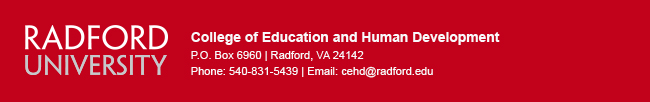 RADFORD
UNIVERSITY
College of Education and Human Development
P.O. Box 6960 | Radford, VA 24142
Phone: 540-831-5439 | Email: cehd@radford.edu